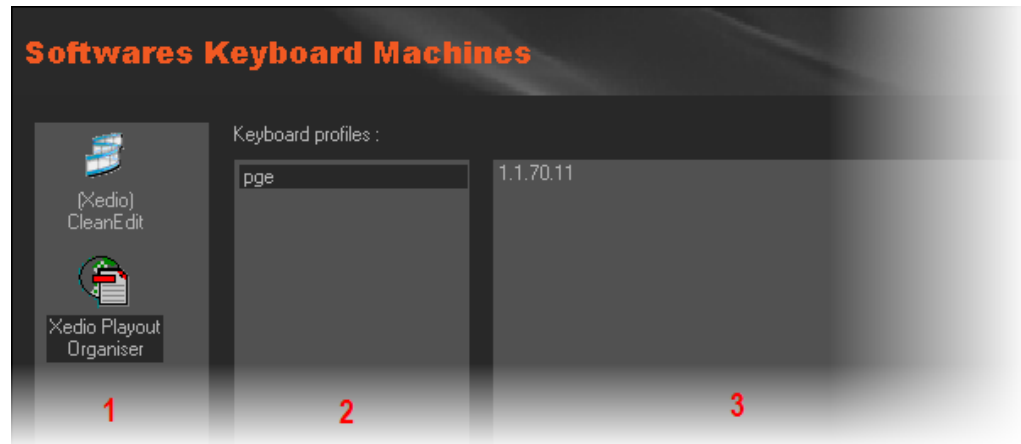 Softwares Keyboard Machines
Keyboard profiles :
(Xedio)
CleanEdit
Xedio Playout
Organiser
pge
1.1.70.11
1
2
3